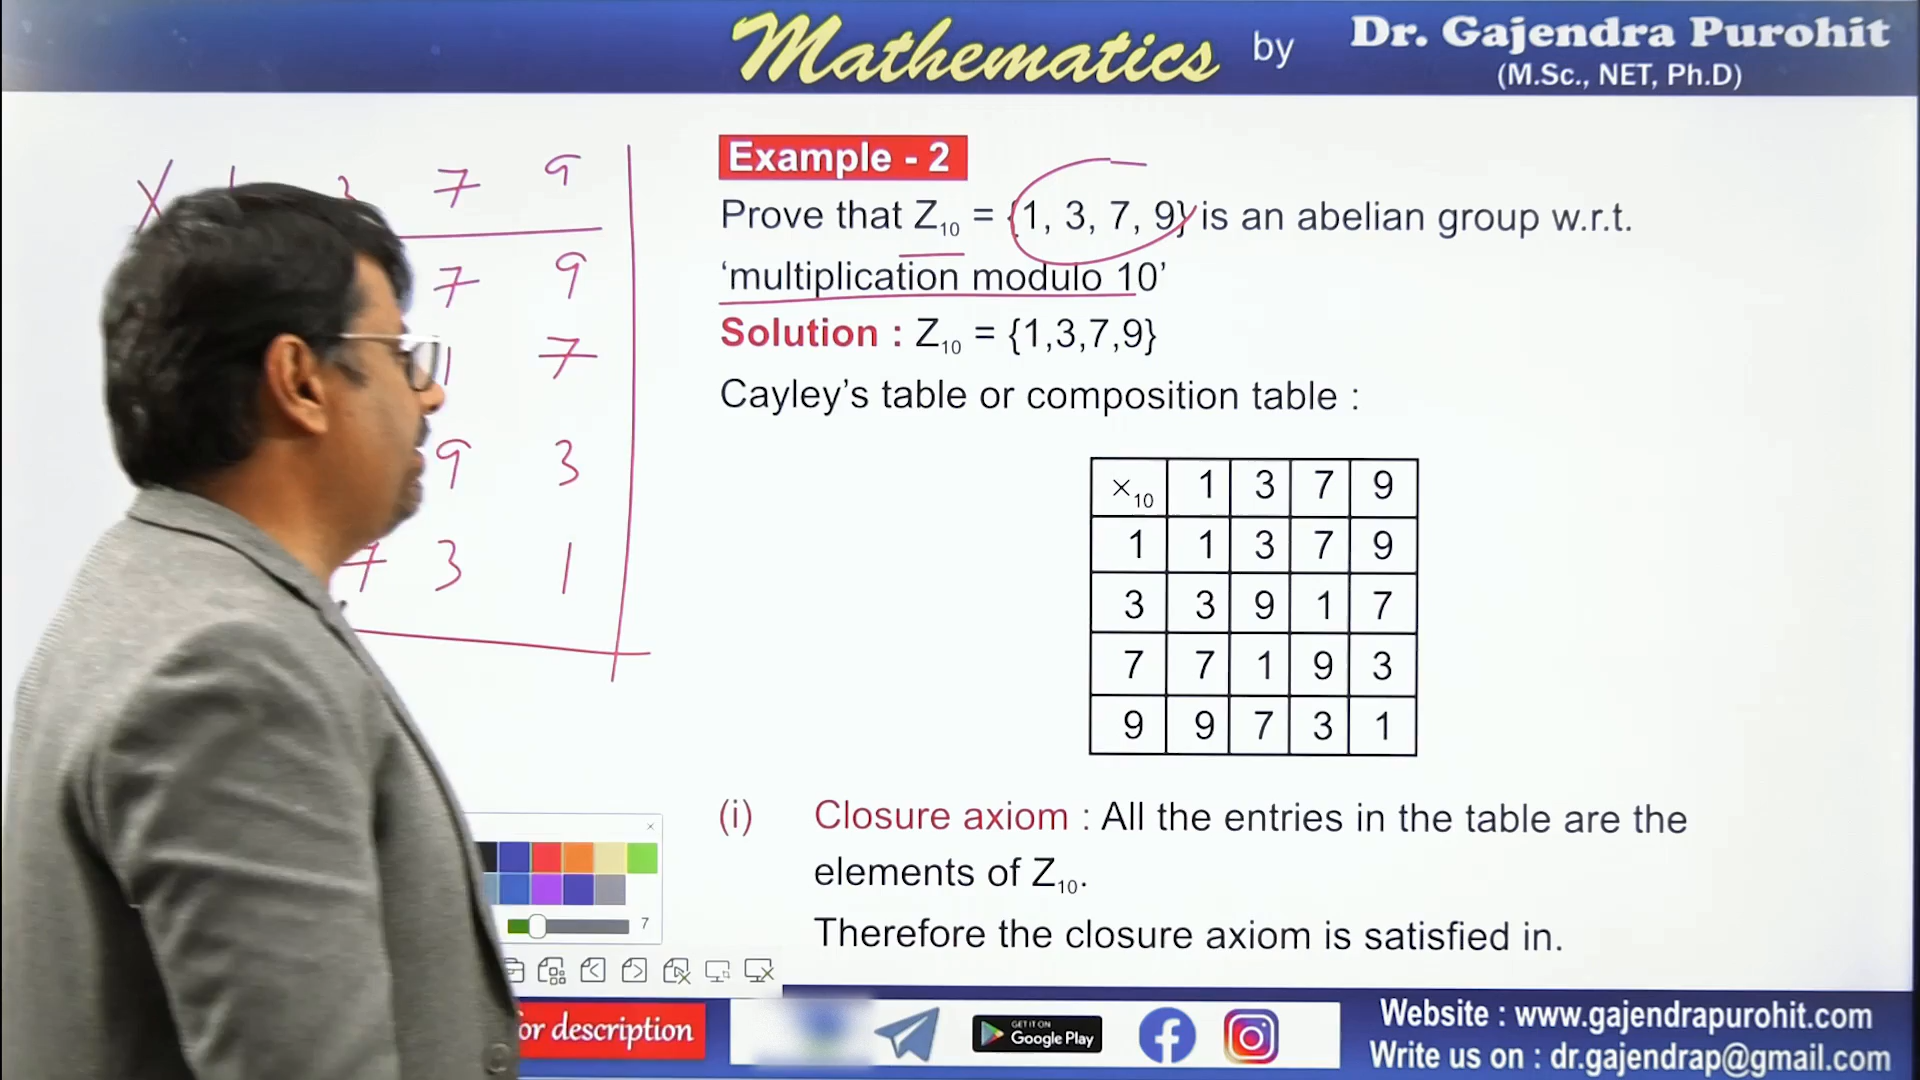 Mathematics by Dr. Gajendra Purohit
(M.Sc., NET, Ph.D)
7 9
7 9
1 7
9 3
7 3 1
Example - 2
Prove that Z₁₀ = {1, 3, 7, 9} is an abelian group w.r.t.
‘multiplication modulo 10’
Solution : Z₁₀ = {1,3,7,9}
Cayley’s table or composition table :
×₁₀ 1 3 7 9
1 1 3 7 9
3 3 9 1 7
7 7 1 9 3
9 9 7 3 1
(i) Closure axiom : All the entries in the table are the
elements of Z₁₀.
Therefore the closure axiom is satisfied in.
7
or description
GET IT ON
Google Play
Website : www.gajendrapurohit.com
Write us on : dr.gajendrap@gmail.com